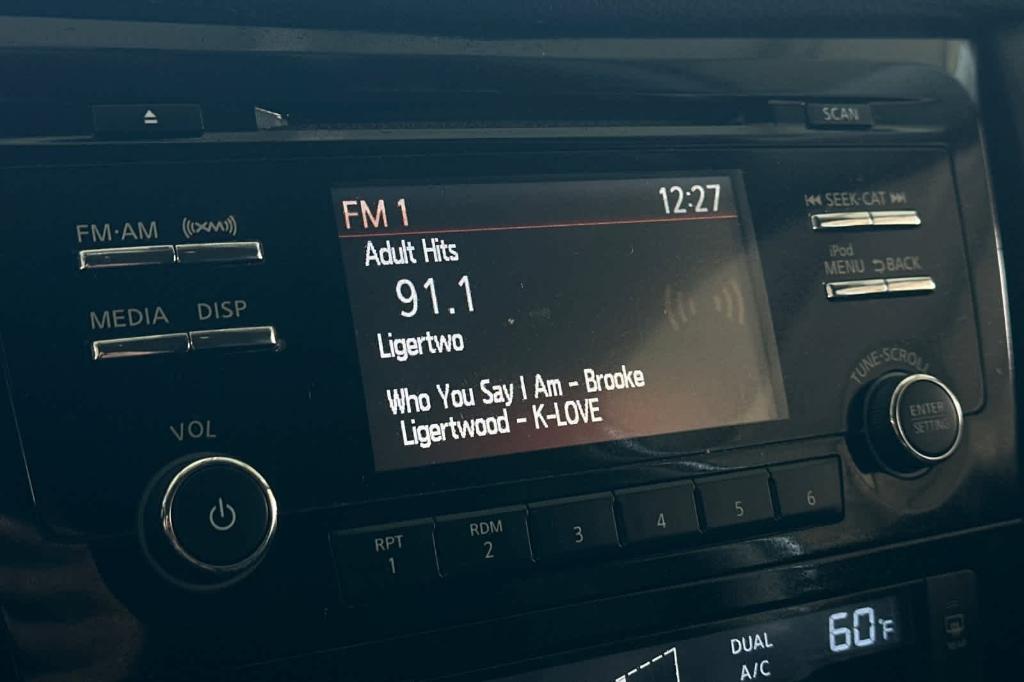 SCAN
FM·AM ((XM))
SEEK·CAT
FM 1 12:27
Adult Hits
iPod
MENU BACK
91.1
MEDIA DISP
Ligertwo
TUNE·SCROLL
Who You Say I Am - Brooke
Ligertwood - K-LOVE
ENTER
SETTING
VOL
RPT
1
RDM
2
3
4
5
6
DUAL
A/C
60°F